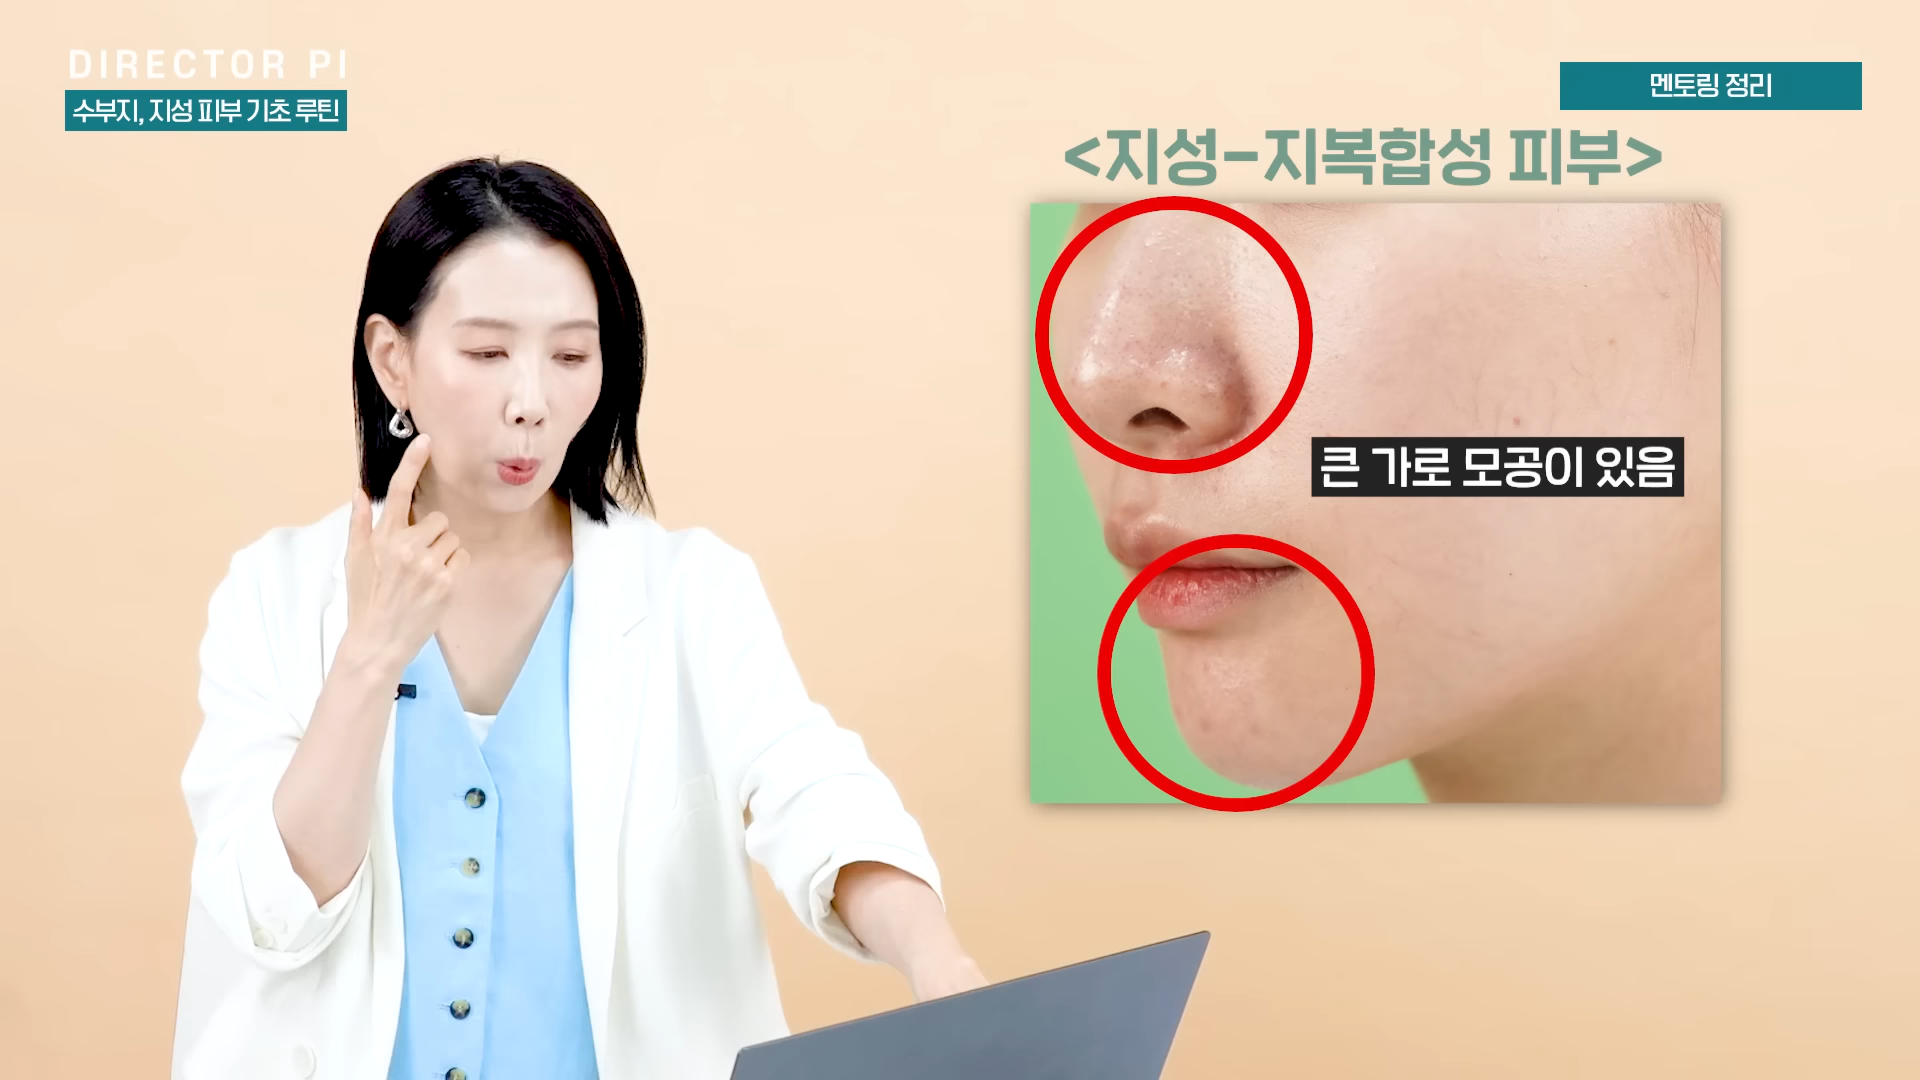 DIRECTOR PI
수부지, 지성 피부 기초 루틴
멘토링 정리
<지성-지복합성 피부>
큰 가로 모공이 있음